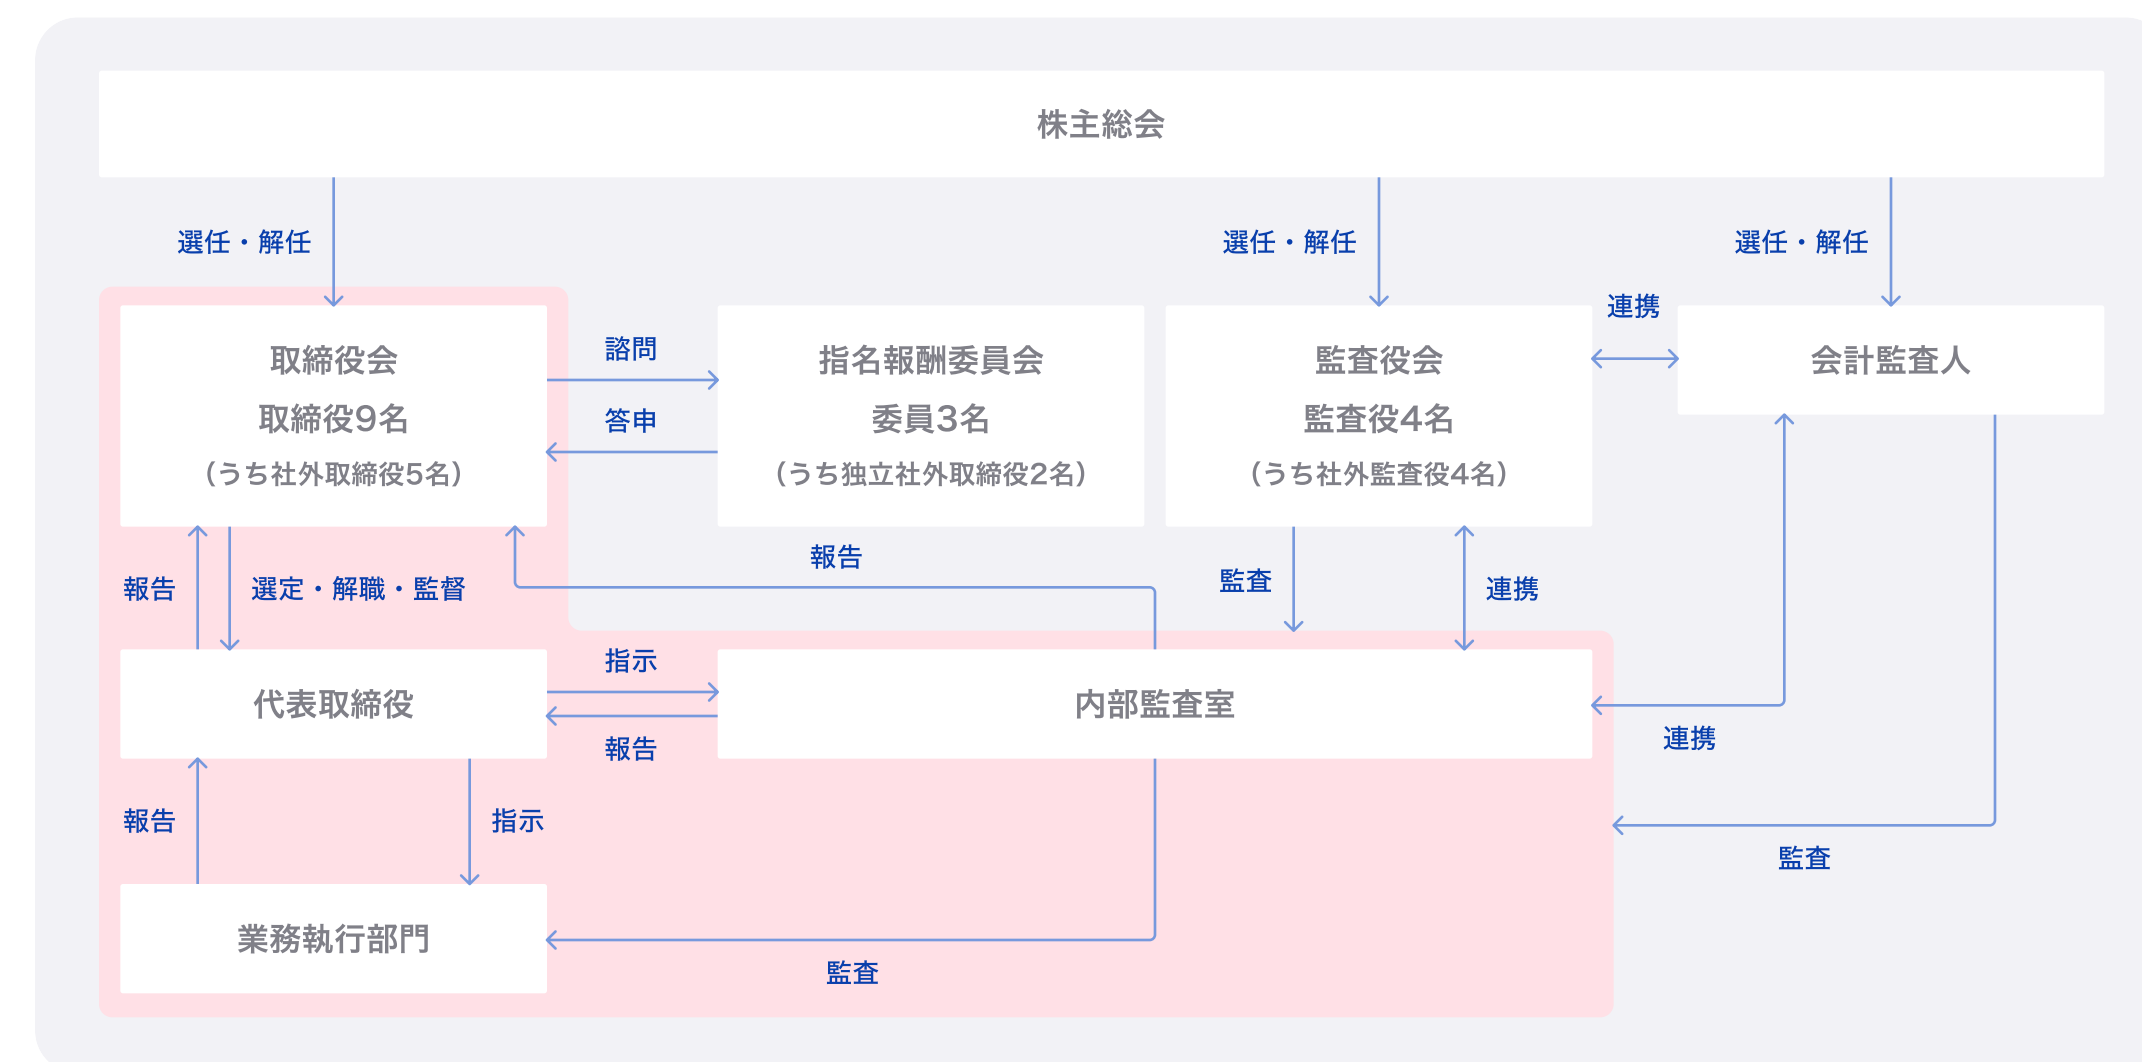 株主総会
選任・解任
選任・解任
選任・解任
連携
取締役会
取締役9名
（うち社外取締役5名）
諮問
答申
指名報酬委員会
委員3名
（うち独立社外取締役2名）
監査役会
監査役4名
（うち社外監査役4名）
会計監査人
報告
選定・解職・監督
報告
監査
連携
代表取締役
指示
報告
内部監査室
連携
報告
指示
監査
業務執行部門
監査